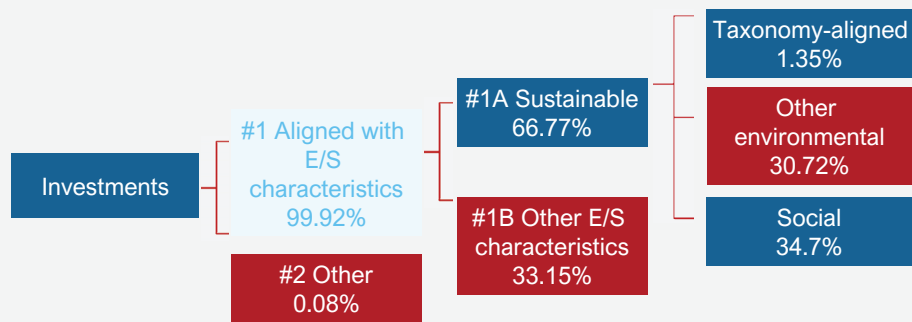 Investments
#1 Aligned with
E/S
characteristics
99.92%
#2 Other
0.08%
#1A Sustainable
66.77%
#1B Other E/S
characteristics
33.15%
Taxonomy-aligned
1.35%
Other
environmental
30.72%
Social
34.7%